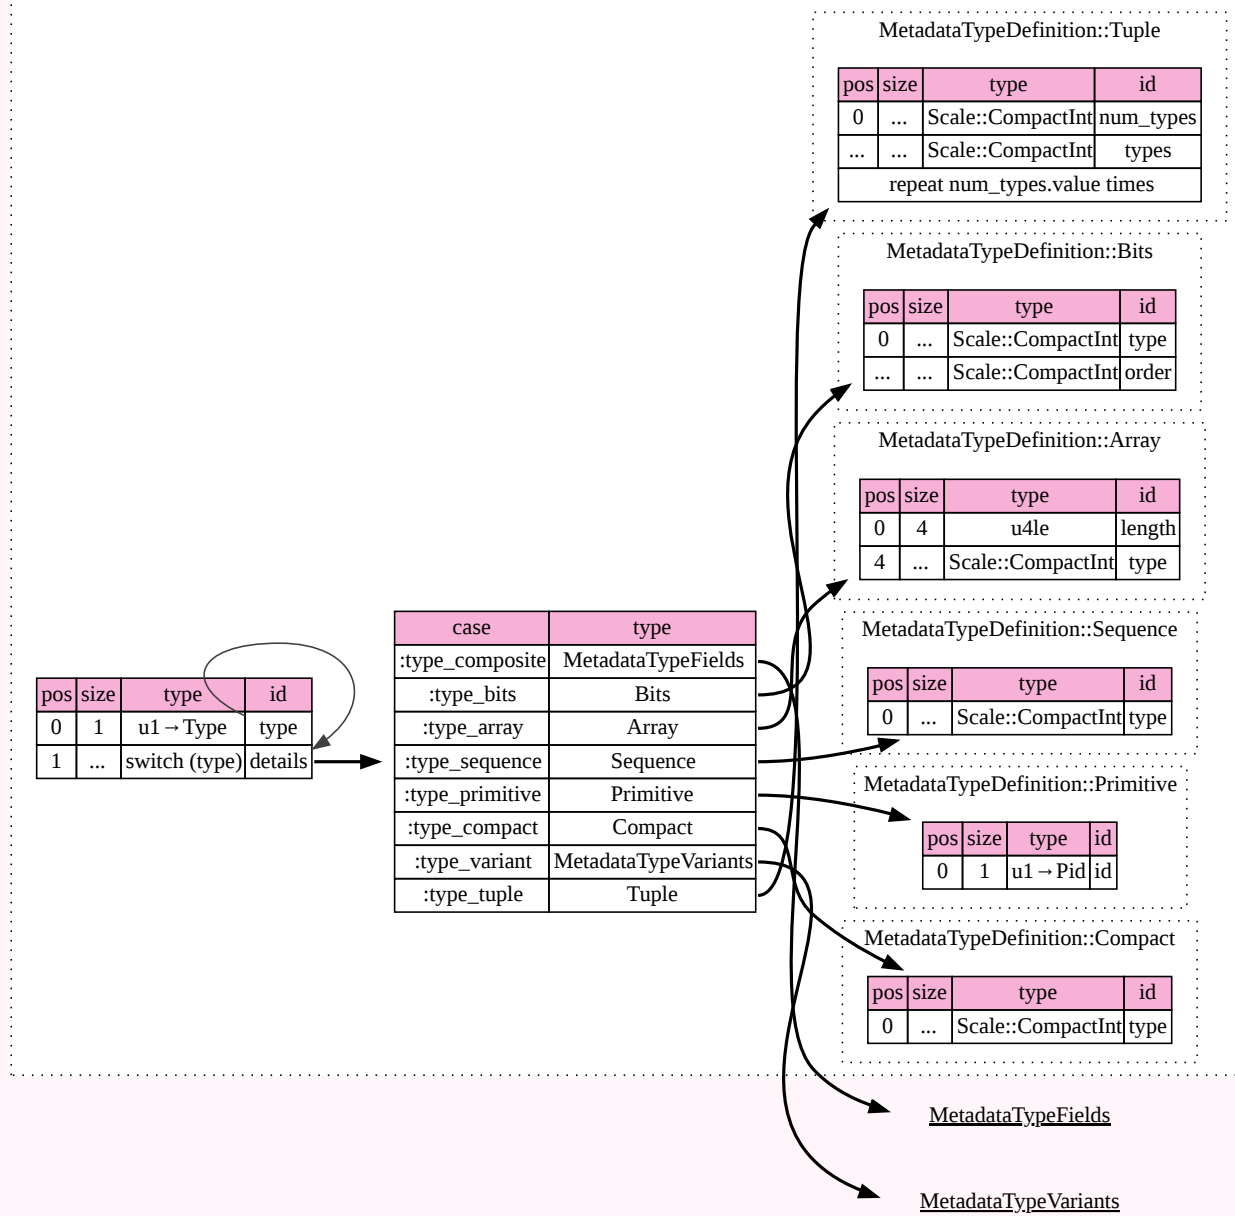 MetadataTypeDefinition::Tuple
pos size type id
0 ... Scale::CompactInt num_types
... ... Scale::CompactInt types
repeat num_types.value times
MetadataTypeDefinition::Bits
pos size type id
0 ... Scale::CompactInt type
... ... Scale::CompactInt order
MetadataTypeDefinition::Array
pos size type id
0 4 u4le length
4 ... Scale::CompactInt type
case type
:type_composite MetadataTypeFields
:type_bits Bits
:type_array Array
:type_sequence Sequence
:type_primitive Primitive
:type_compact Compact
:type_variant MetadataTypeVariants
:type_tuple Tuple
pos size type id
0 1 u1→Type type
1 ... switch (type) details
MetadataTypeDefinition::Sequence
pos size type id
0 ... Scale::CompactInt type
MetadataTypeDefinition::Primitive
pos size type id
0 1 u1→Pid id
MetadataTypeDefinition::Compact
pos size type id
0 ... Scale::CompactInt type
MetadataTypeFields
MetadataTypeVariants